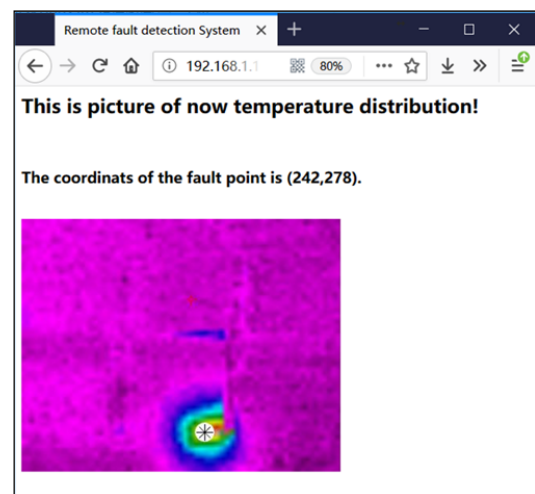 Remote fault detection System
192.168.1.1
80%
This is picture of now temperature distribution!
The coordinats of the fault point is (242,278).